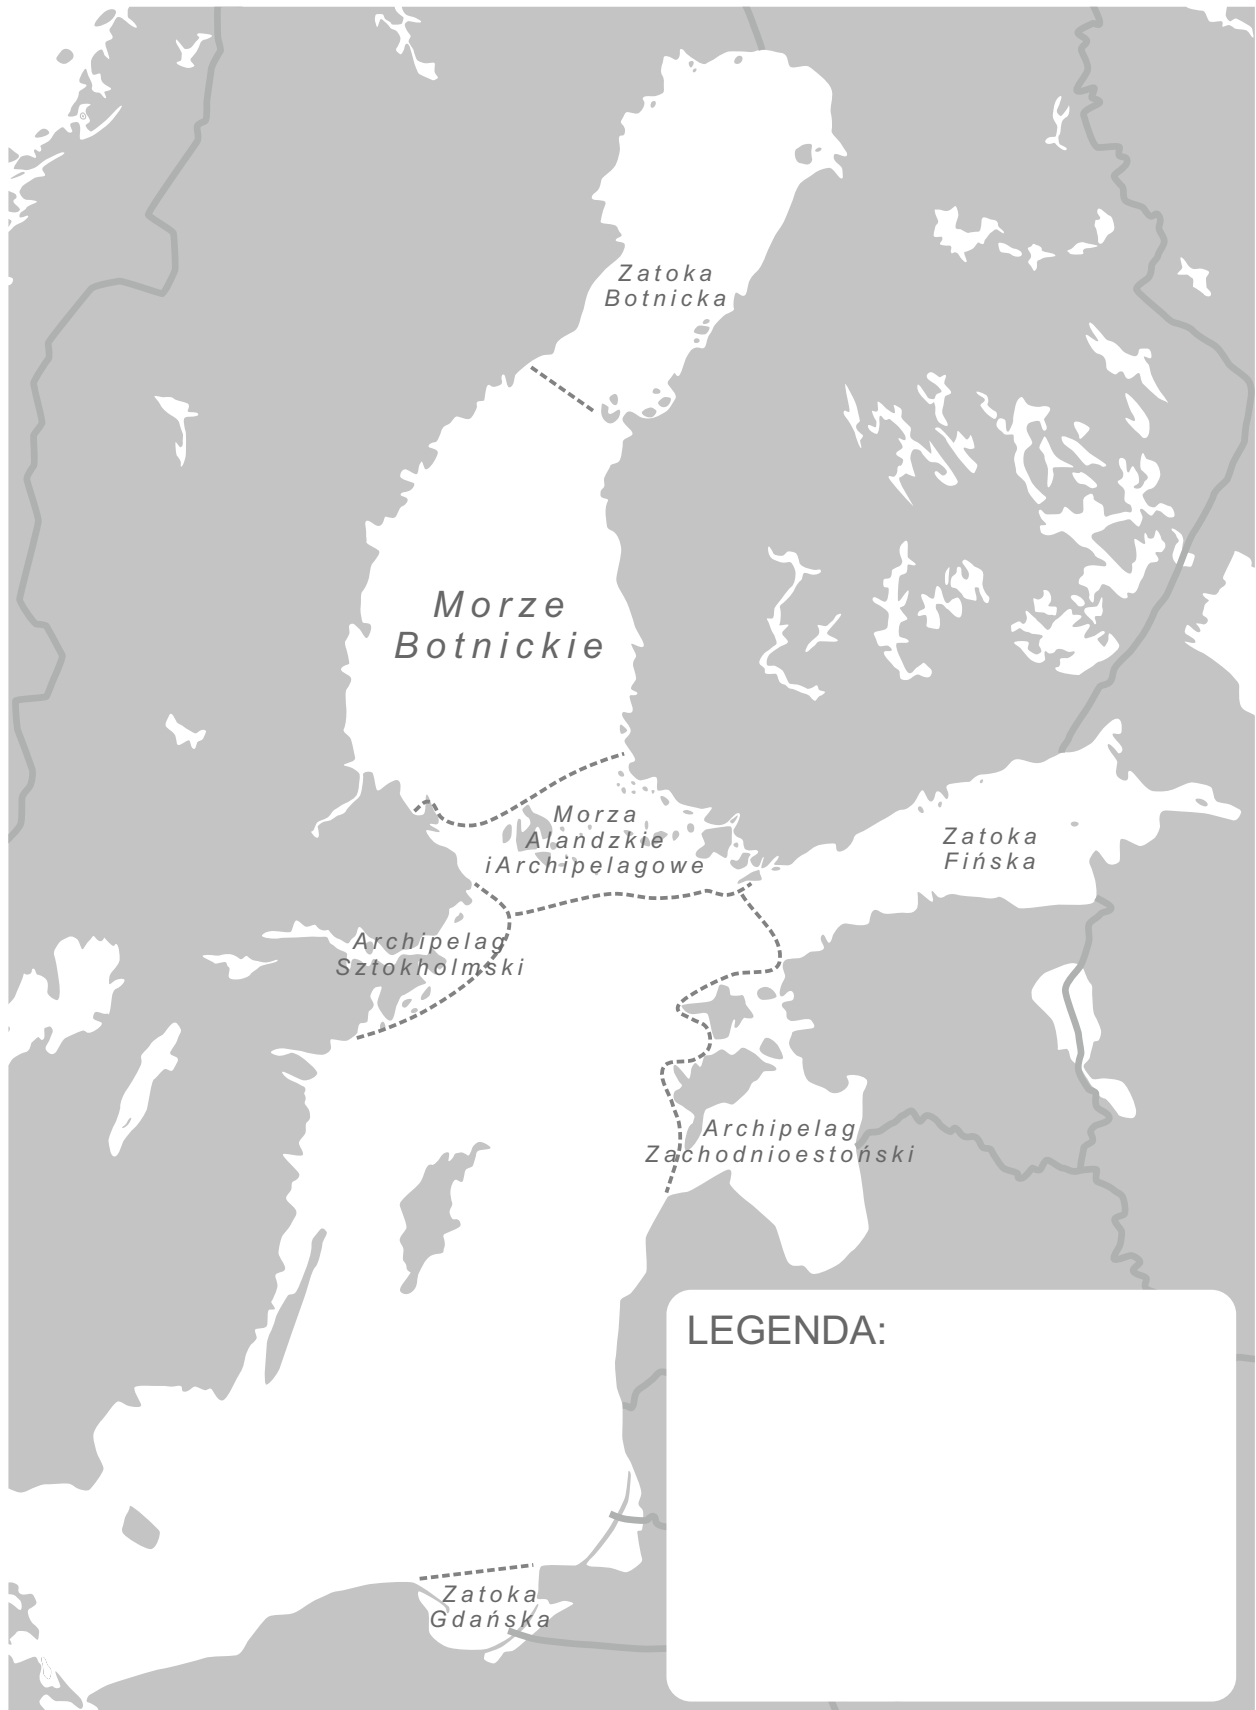 Zatoka
Botnicka
Morze
Botnickie
Morza
Alandzkie
iArchipelagowe
Zatoka
Fińska
Archipelag
Sztokholmski
Archipelag
Zachodnioestoński
LEGENDA:
Zatoka
Gdańska